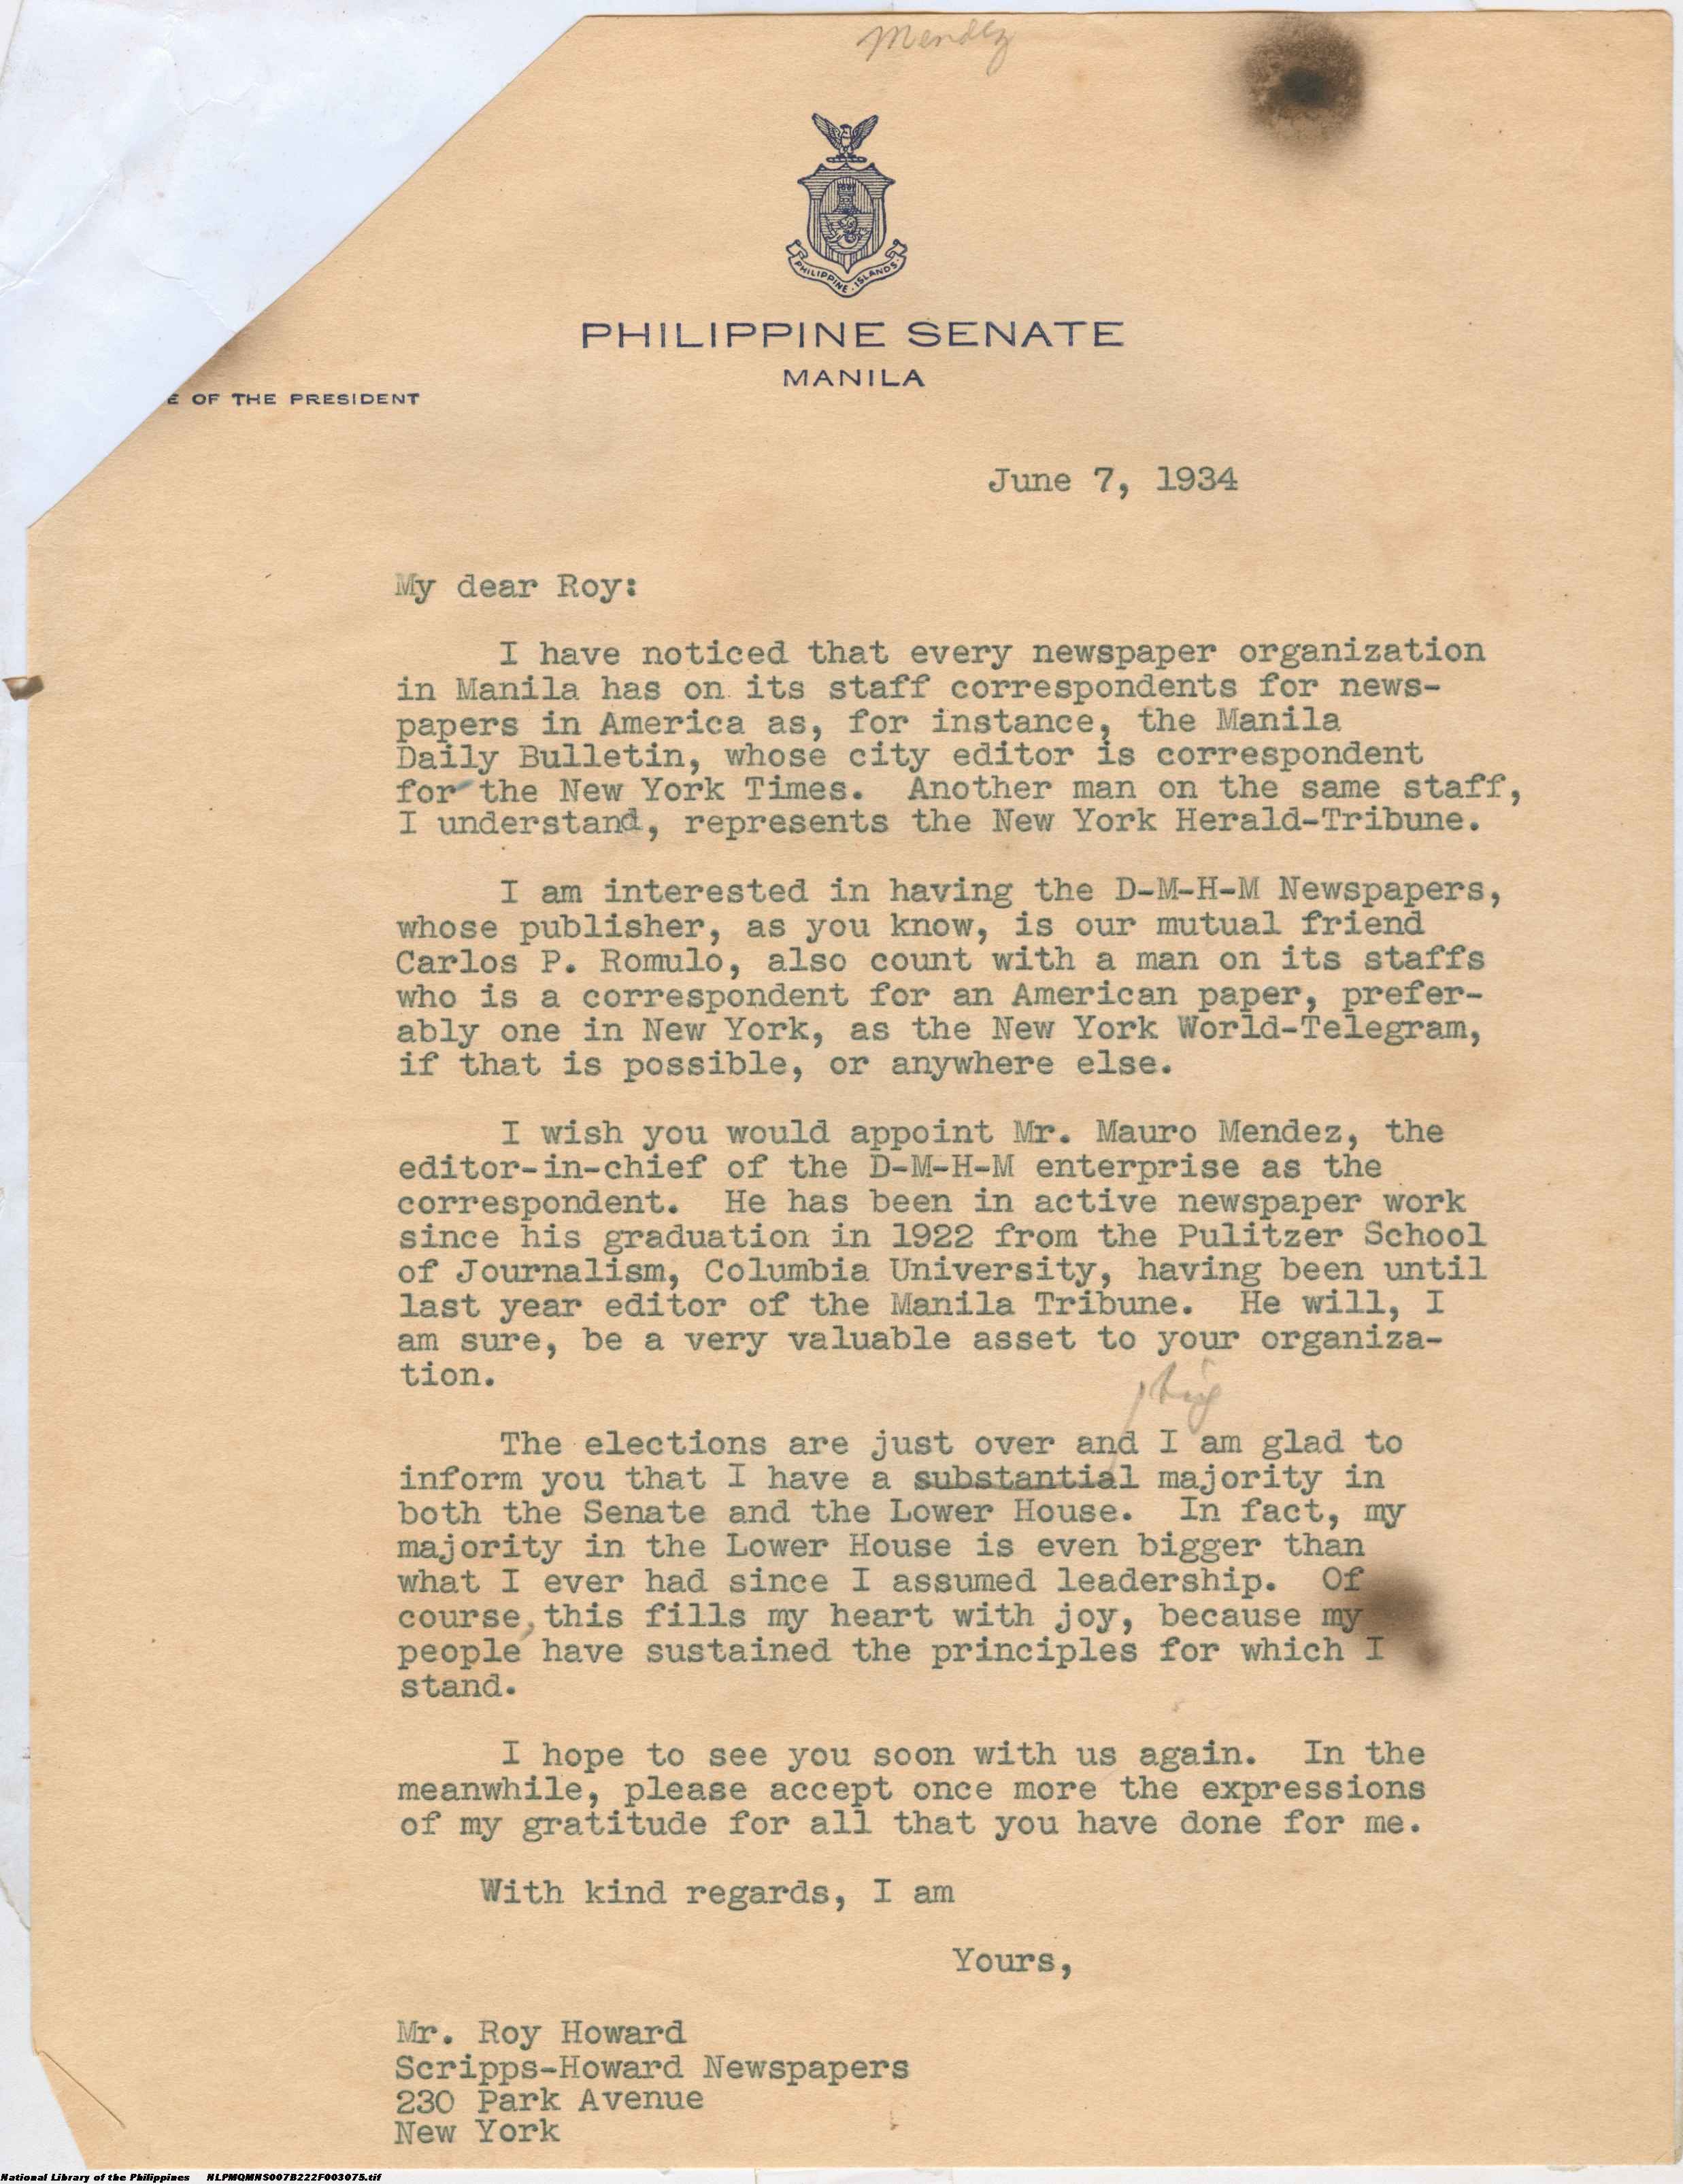 Mendez
PHILIPPINE ISLANDS
PHILIPPINE SENATE
MANILA
E OF THE PRESIDENT
June 7, 1934
My dear Roy:
I have noticed that every newspaper organization
in Manila has on its staff correspondents for news-
papers in America as, for instance, the Manila
Daily Bulletin, whose city editor is correspondent
for the New York Times. Another man on the same staff,
I understand, represents the New York Herald-Tribune.
I am interested in having the D-M-H-M Newspapers,
whose publisher, as you know, is our mutual friend
Carlos P. Romulo, also count with a man on its staffs
who is a correspondent for an American paper, prefer-
ably one in New York, as the New York World-Telegram,
if that is possible, or anywhere else.
I wish you would appoint Mr. Mauro Mendez, the
editor-in-chief of the D-M-H-M enterprise as the
correspondent. He has been in active newspaper work
since his graduation in 1922 from the Pulitzer School
of Journalism, Columbia University, having been until
last year editor of the Manila Tribune. He will, I
am sure, be a very valuable asset to your organiza-
tion.
big
The elections are just over and I am glad to
inform you that I have a substantial majority in
both the Senate and the Lower House. In fact, my
majority in the Lower House is even bigger than
what I ever had since I assumed leadership. Of
course, this fills my heart with joy, because my
people have sustained the principles for which I
stand.
I hope to see you soon with us again. In the
meanwhile, please accept once more the expressions
of my gratitude for all that you have done for me.
With kind regards, I am
Yours,
Mr. Roy Howard
Scripps-Howard Newspapers
230 Park Avenue
New York
National Library of the Philippines NLPMQMNS007B222F003075.tif